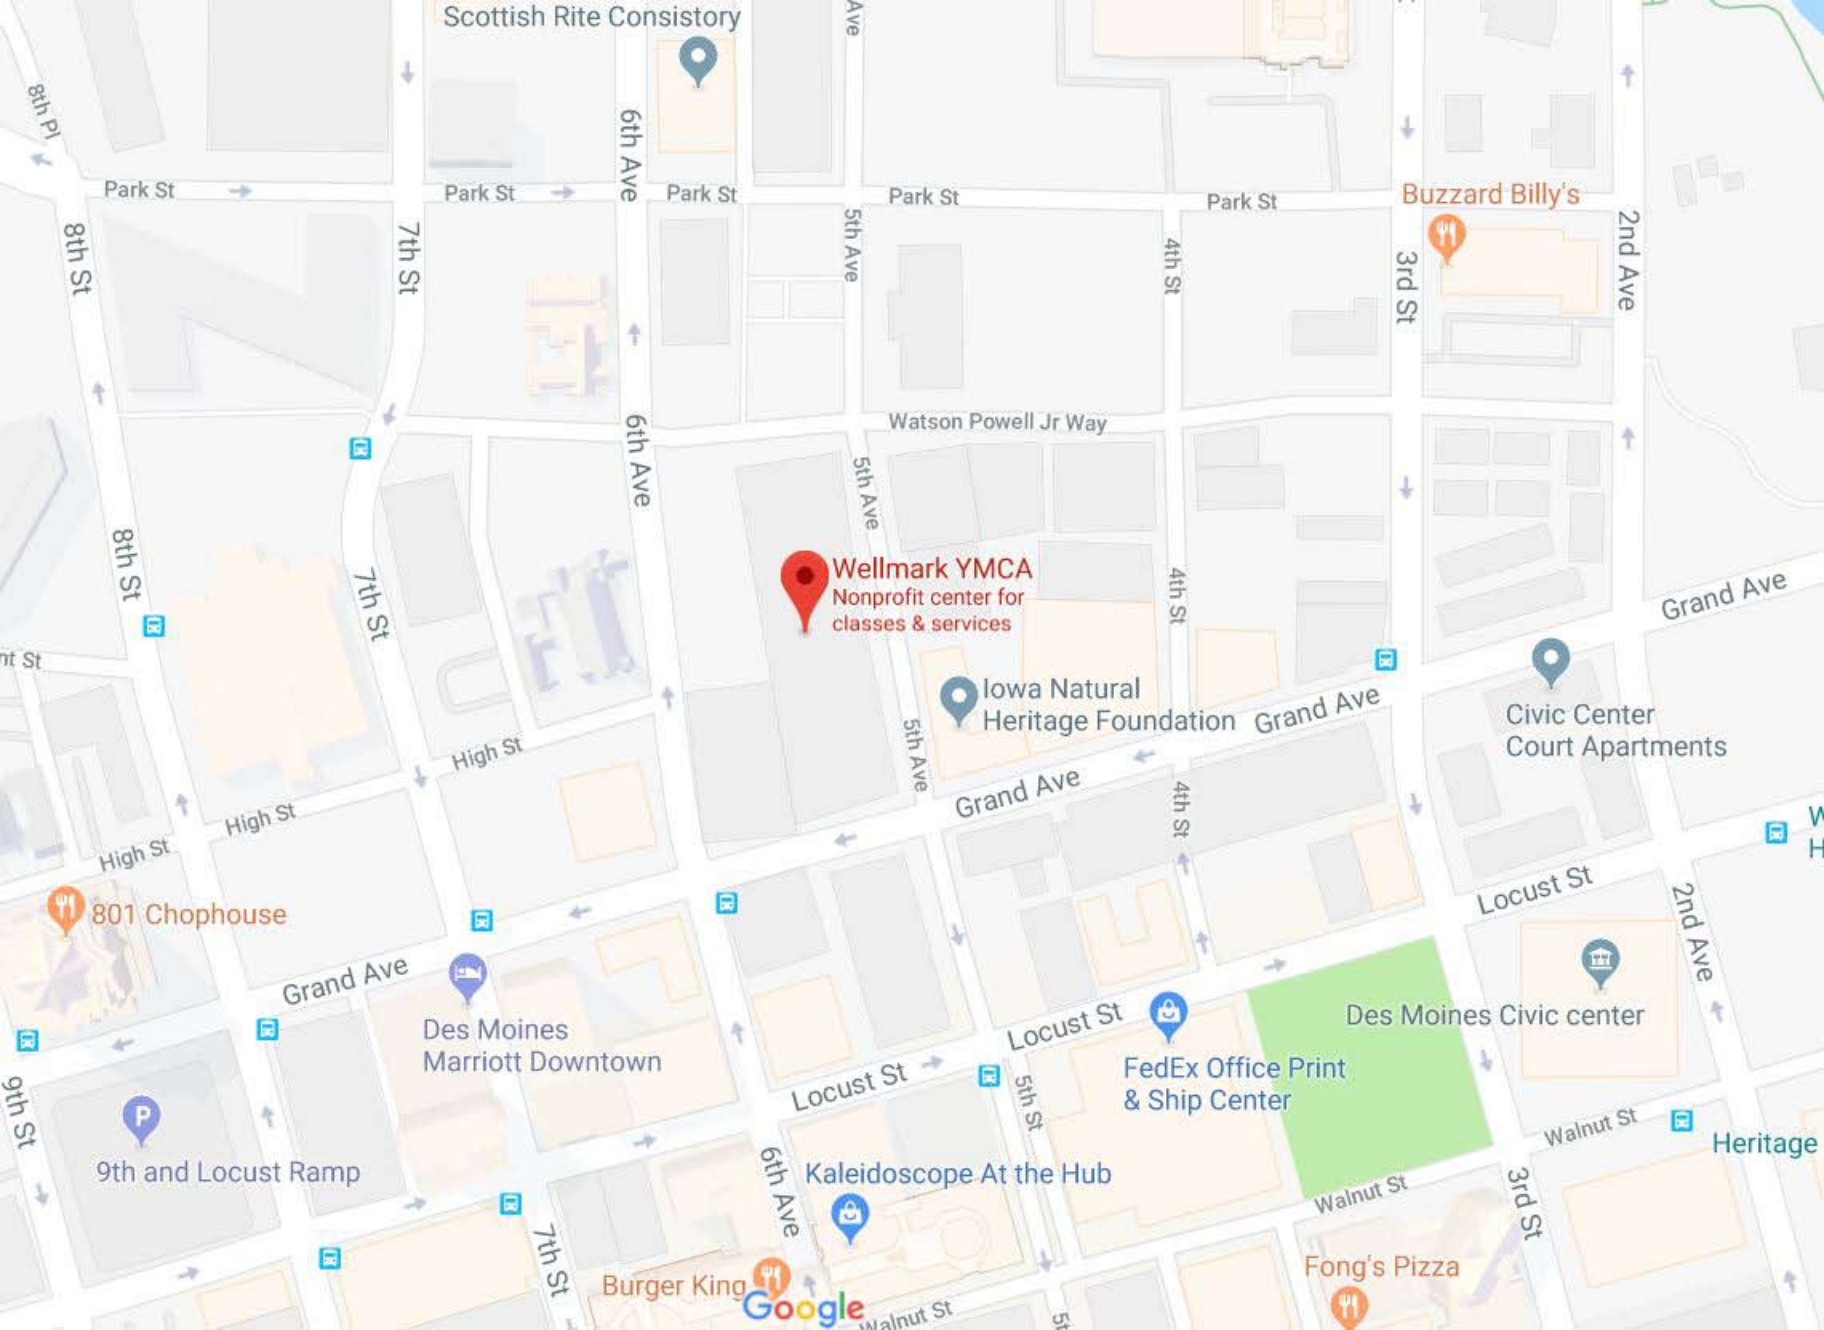 Scottish Rite Consistory
Ave
8th Pl
6th Ave
Park St
Park St
Park St
Park St
Park St
Buzzard Billy's
8th St
7th St
5th Ave
4th St
3rd St
2nd Ave
Watson Powell Jr Way
6th Ave
5th Ave
8th St
7th St
Wellmark YMCA
Nonprofit center for
classes & services
4th St
Grand Ave
nt St
Iowa Natural
Heritage Foundation
Grand Ave
Civic Center
Court Apartments
High St
5th Ave
Grand Ave
4th St
High St
High St
W
H
801 Chophouse
Locust St
2nd Ave
Grand Ave
Des Moines
Marriott Downtown
Locust St
Des Moines Civic center
FedEx Office Print
& Ship Center
9th St
P
Locust St
5th St
9th and Locust Ramp
6th Ave
Kaleidoscope At the Hub
Walnut St
Heritage
Walnut St
3rd St
7th St
Burger King
Google
Walnut St
Fong's Pizza
5t